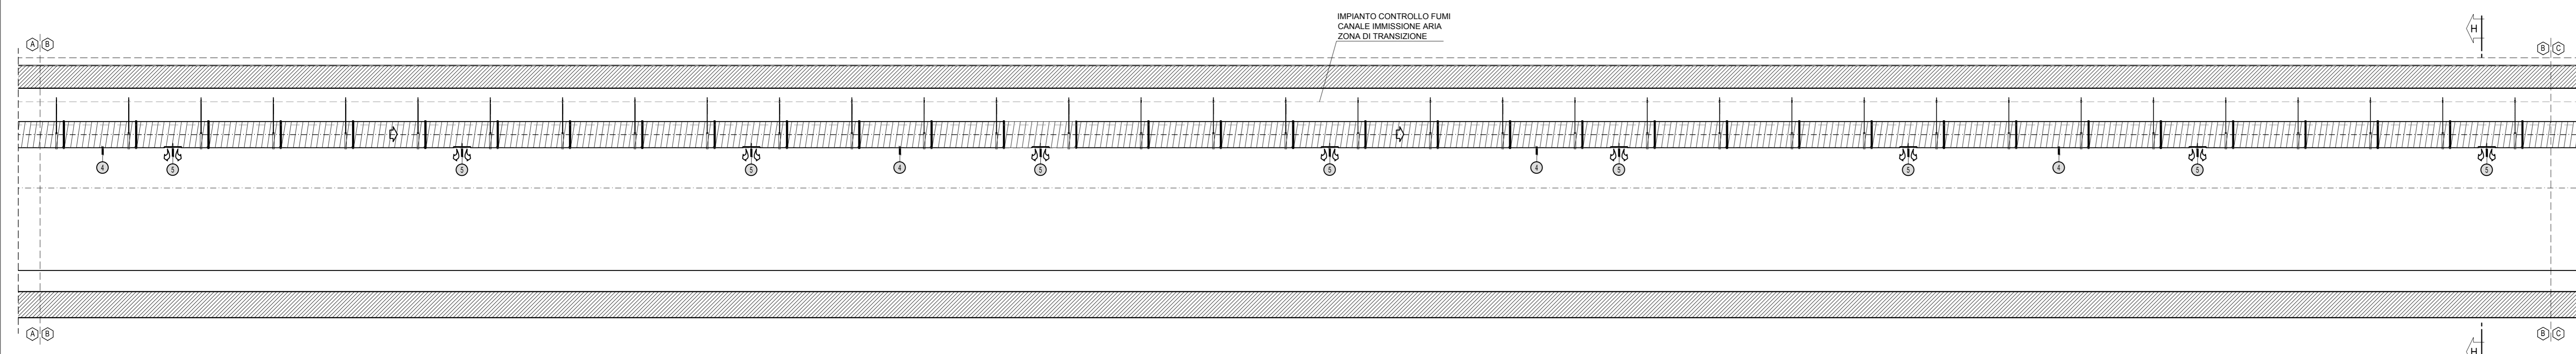 IMPIANTO CONTROLLO FUMI
CANALE IMMISSIONE ARIA
ZONA DI TRANSIZIONE
H
A B
B C
4 5 5 5 4 5 5 4 5 5 4 5 5
A B
B C
H